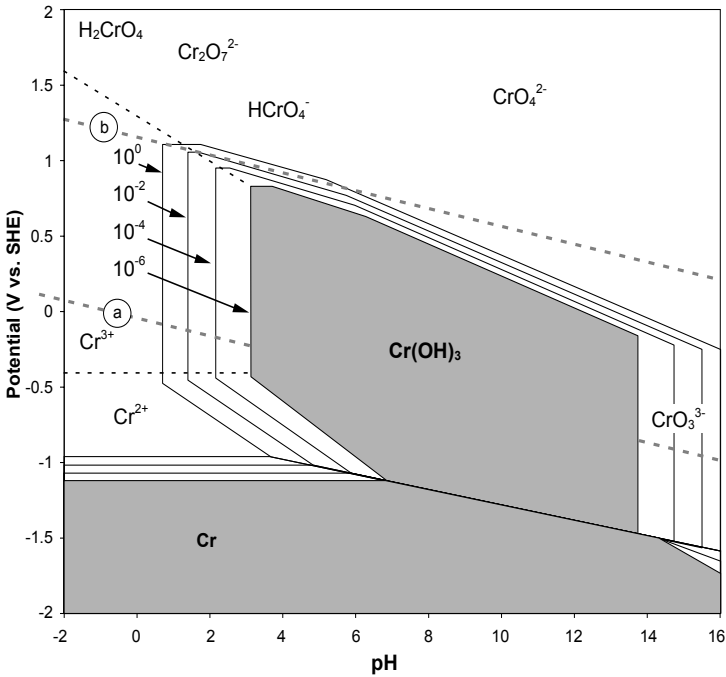 2
1.5
1
0.5
0
-0.5
-1
-1.5
-2
Potential (V vs. SHE)
H₂CrO₄
Cr₂O₇²⁻
HCrO₄⁻
CrO₄²⁻
b
10⁰
10⁻²
10⁻⁴
10⁻⁶
a
Cr³⁺
Cr(OH)₃
Cr²⁺
CrO₃³⁻
Cr
-2 0 2 4 6 8 10 12 14 16
pH